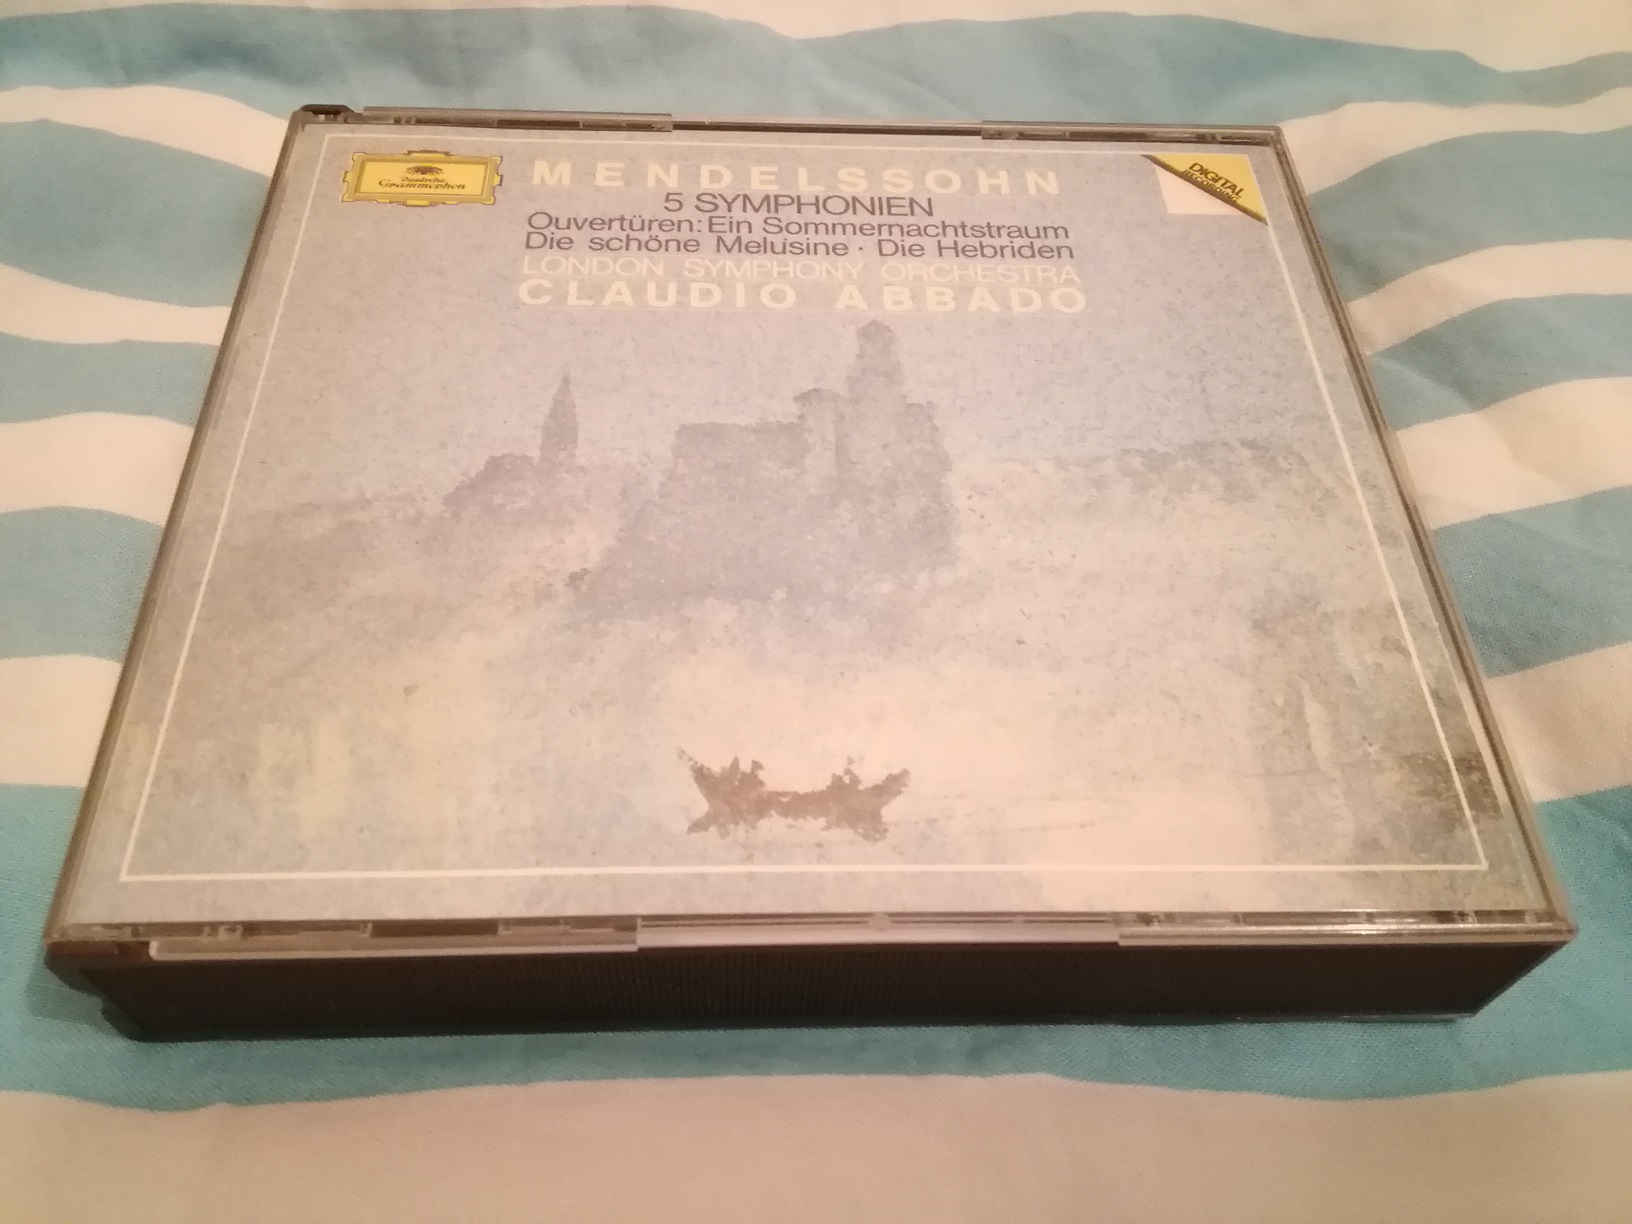 Deutsche
Grammophon
MENDELSSOHN
5 SYMPHONIEN
Ouvertüren: Ein Sommernachtstraum
Die schöne Melusine · Die Hebriden
LONDON SYMPHONY ORCHESTRA
CLAUDIO ABBADO
DIGITAL
RECORDING